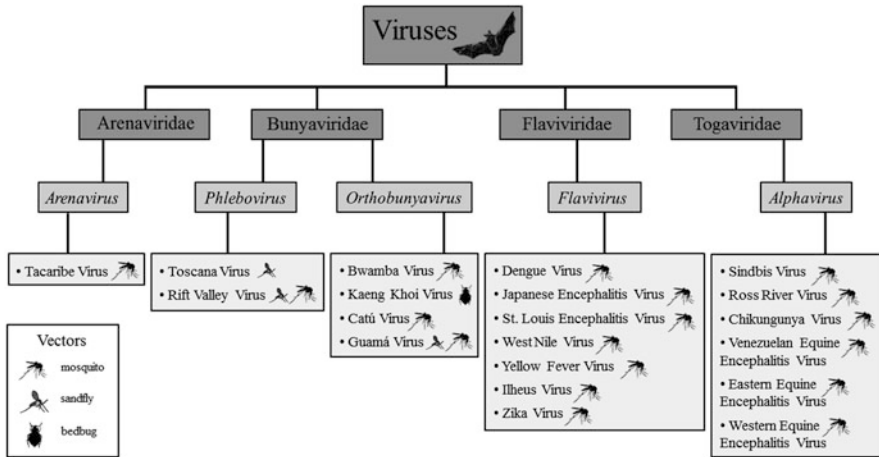 Viruses
Arenaviridae
Bunyaviridae
Flaviviridae
Togaviridae
Arenavirus
Phlebovirus
Orthobunyavirus
Flavivirus
Alphavirus
• Tacaribe Virus
• Toscana Virus
• Rift Valley Virus
• Bwamba Virus
• Kaeng Khoi Virus
• Catú Virus
• Guamá Virus
• Dengue Virus
• Japanese Encephalitis Virus
• St. Louis Encephalitis Virus
• West Nile Virus
• Yellow Fever Virus
• Ilheus Virus
• Zika Virus
• Sindbis Virus
• Ross River Virus
• Chikungunya Virus
• Venezuelan Equine
Encephalitis Virus
• Eastern Equine
Encephalitis Virus
• Western Equine
Encephalitis Virus
Vectors
mosquito
sandfly
bedbug